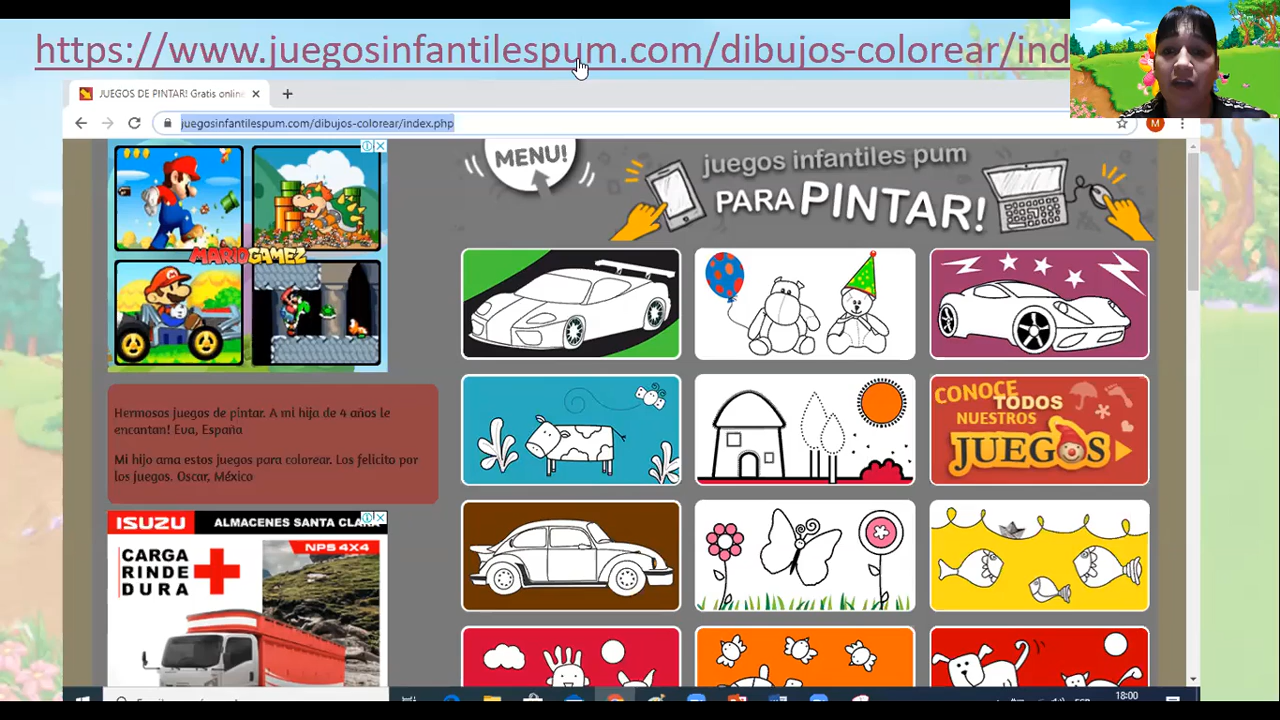 https://www.juegosinfantilespum.com/dibujos-colorear/ind
JUEGOS DE PINTAR! Gratis online
juegosinfantilespum.com/dibujos-colorear/index.php
M
MENU!
juegos infantiles pum
PARA PINTAR!
MARIOGAMEZ
Hermosos juegos de pintar. A mi hija de 4 años le
encantan! Eva, España
Mi hijo ama estos juegos para colorear. Los felicito por
los juegos. Oscar, México
CONOCE
TODOS
NUESTROS
JUEGOS
ISUZU
ALMACENES SANTA CLARA
CARGA
RINDE
DURA
NPS 4X4
18:00